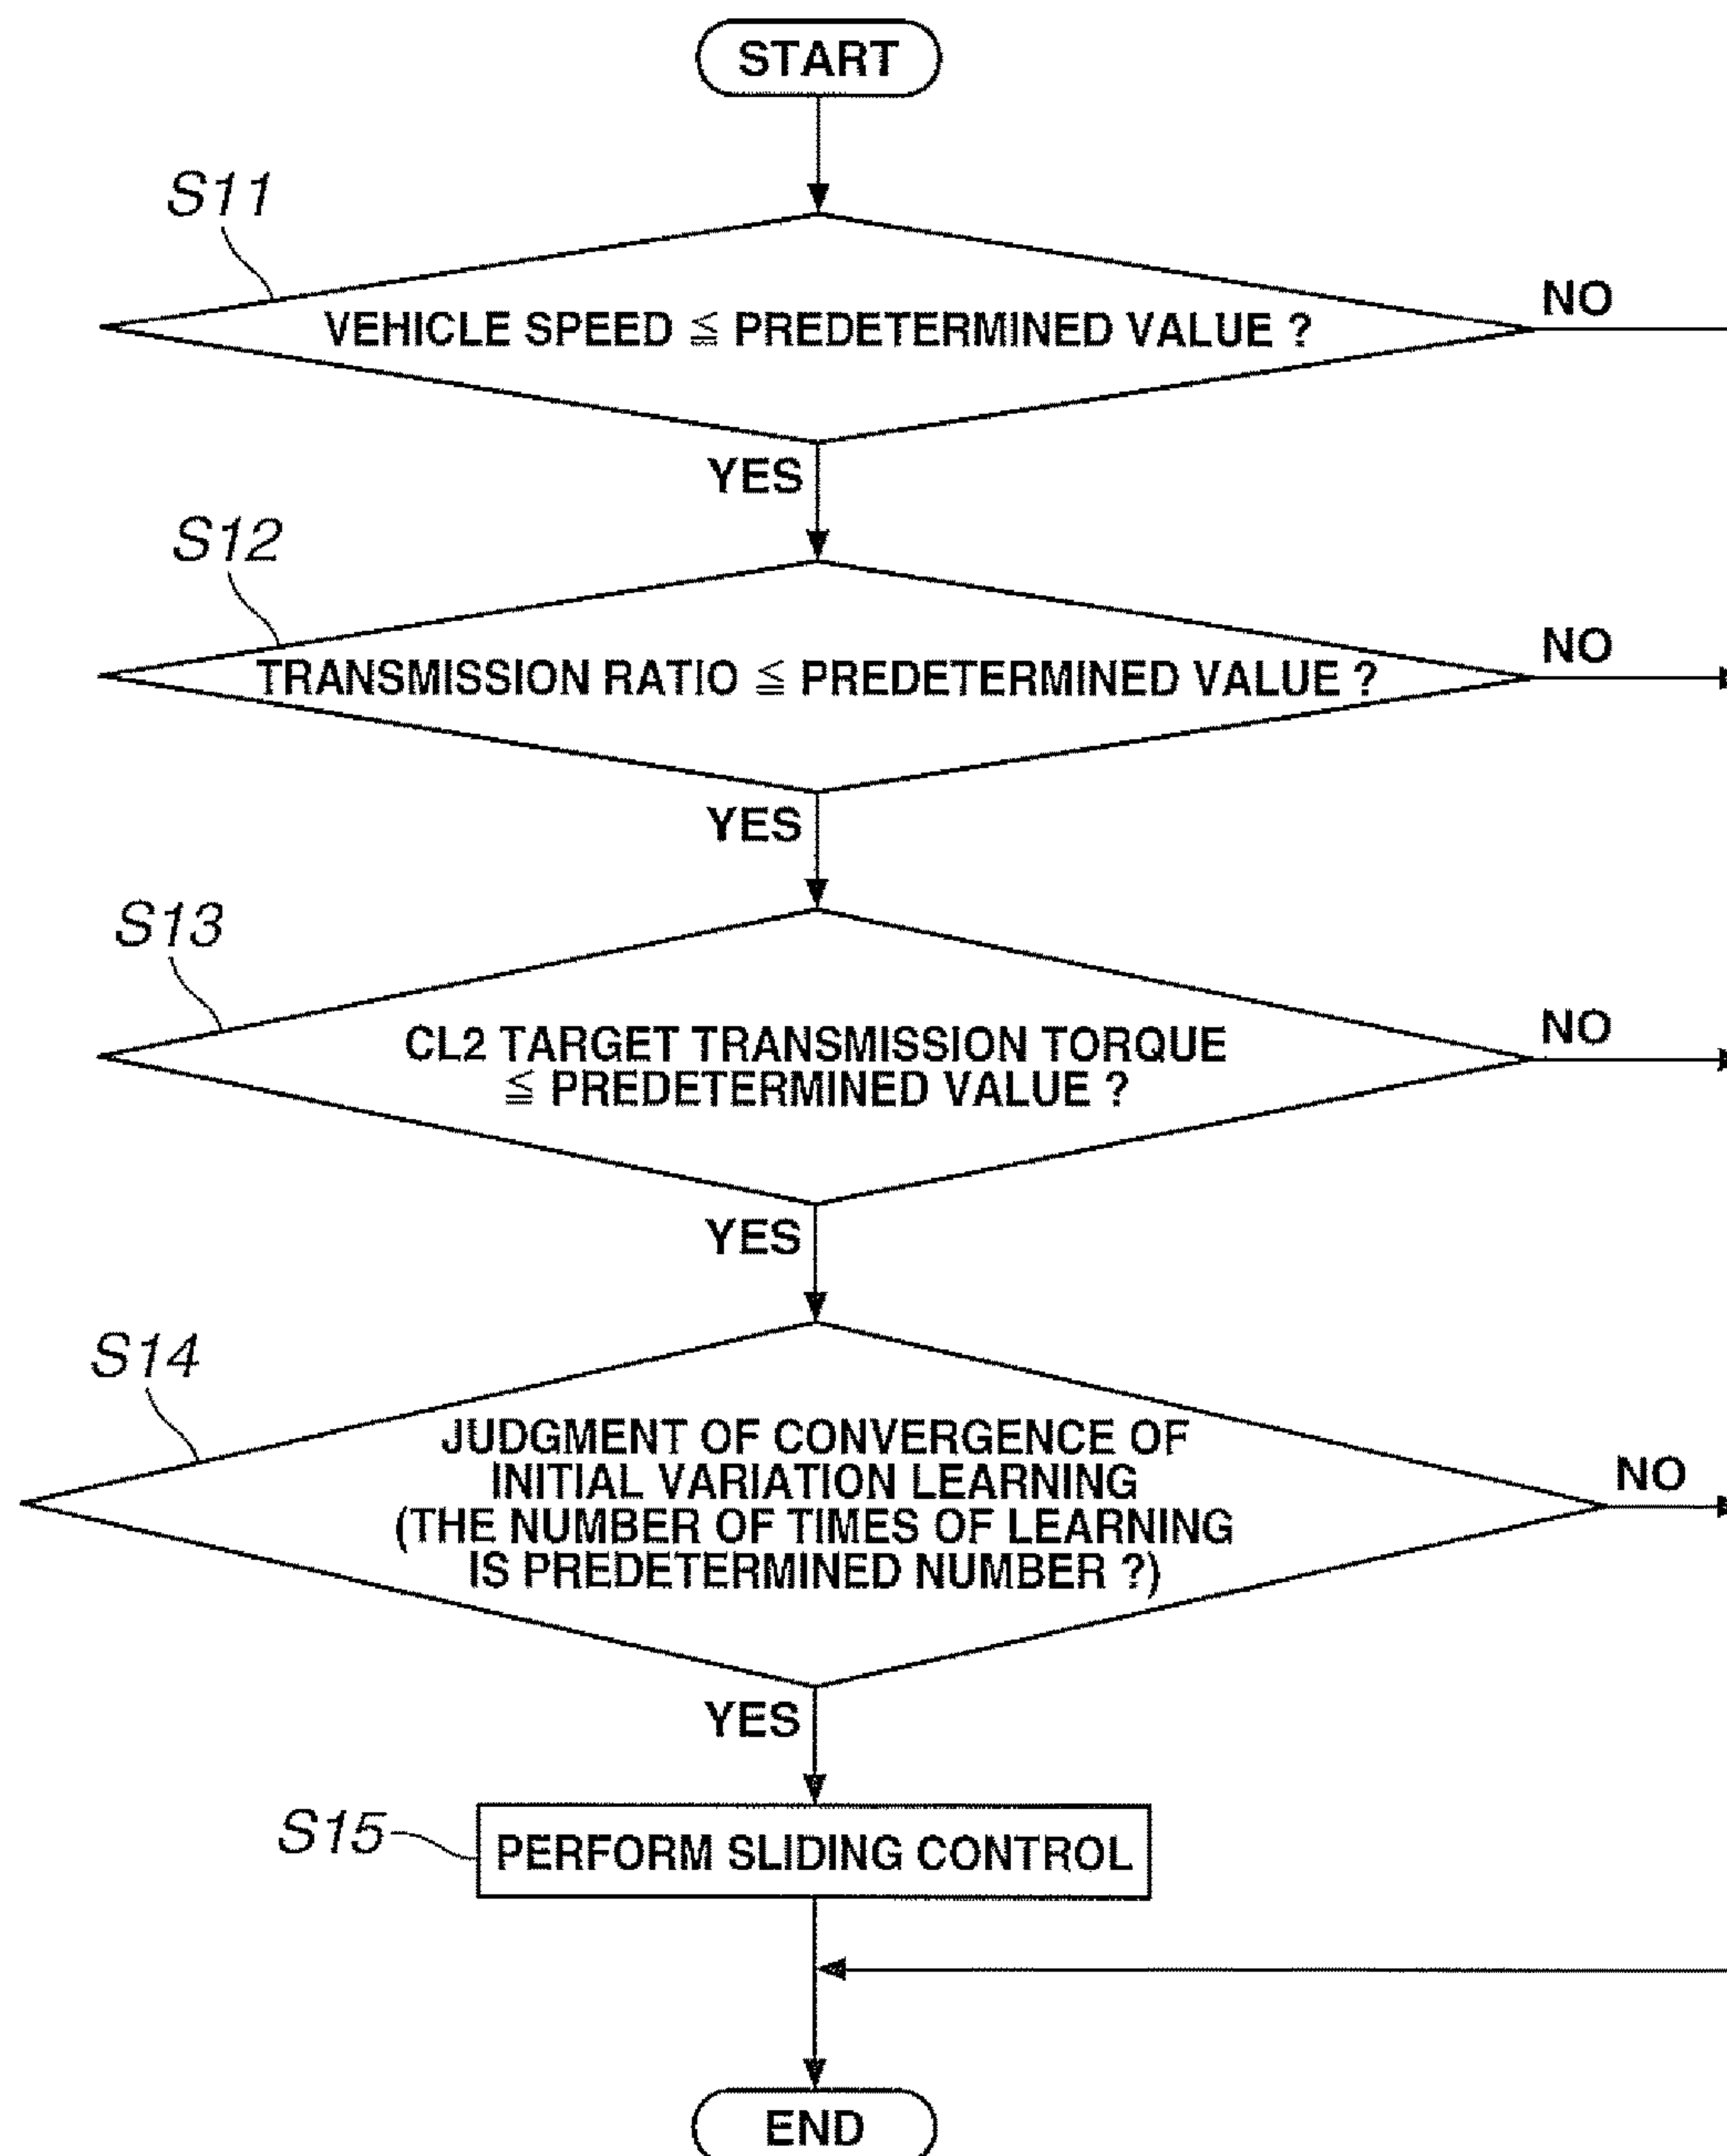 START
S11
VEHICLE SPEED ≦ PREDETERMINED VALUE ?
NO
YES
S12
TRANSMISSION RATIO ≦ PREDETERMINED VALUE ?
NO
YES
S13
CL2 TARGET TRANSMISSION TORQUE
≦ PREDETERMINED VALUE ?
NO
YES
S14
JUDGMENT OF CONVERGENCE OF
INITIAL VARIATION LEARNING
(THE NUMBER OF TIMES OF LEARNING
IS PREDETERMINED NUMBER ?)
NO
YES
S15
PERFORM SLIDING CONTROL
END